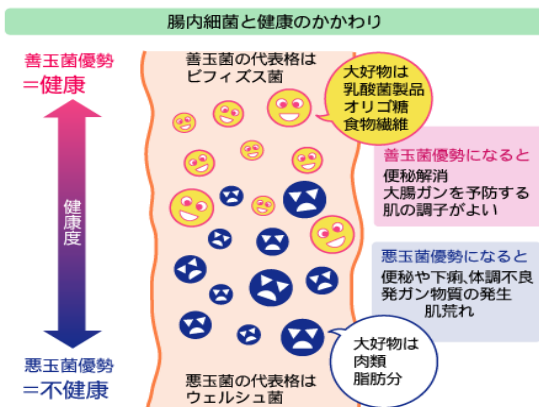 腸内細菌と健康のかかわり
善玉菌優勢
=健康
健康度
悪玉菌優勢
=不健康
善玉菌の代表格は
ビフィズス菌
大好物は
乳酸菌製品
オリゴ糖
食物繊維
善玉菌優勢になると
便秘解消
大腸ガンを予防する
肌の調子がよい
悪玉菌優勢になると
便秘や下痢、体調不良
発ガン物質の発生
肌荒れ
大好物は
肉類
脂肪分
悪玉菌の代表格は
ウェルシュ菌